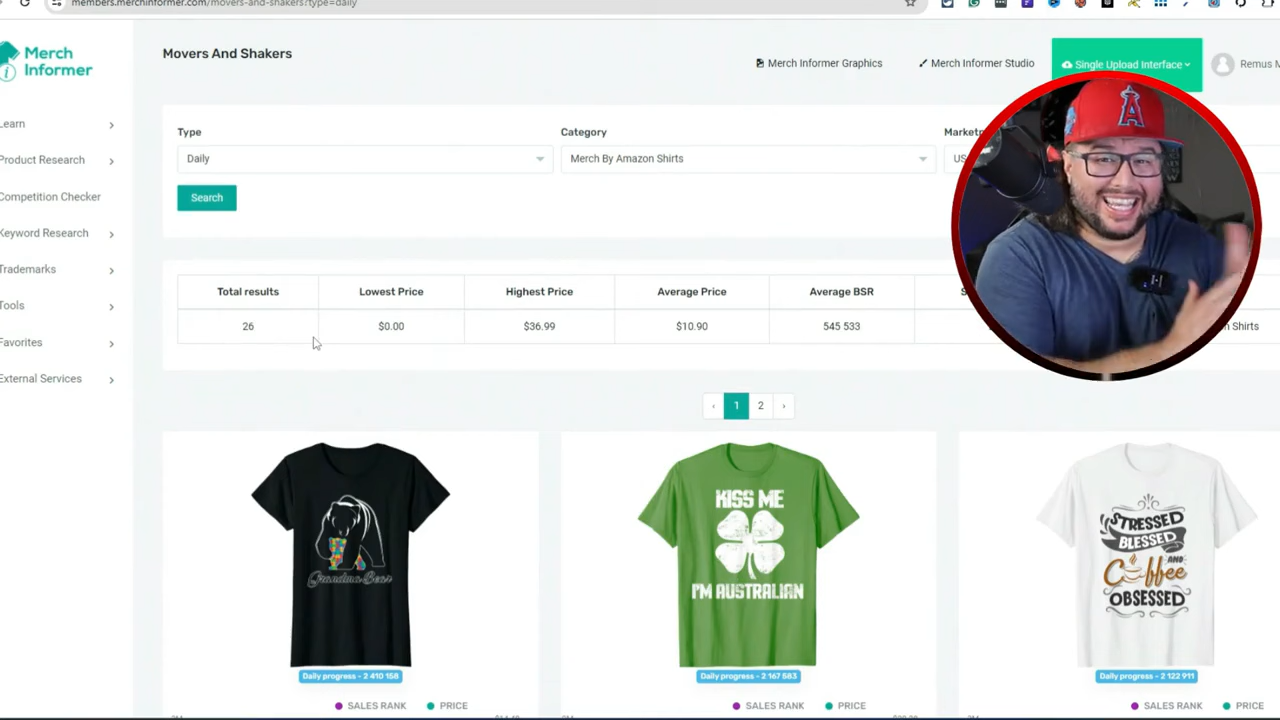 members.merchinformer.com/movers-and-shakers?type=daily
Merch
Informer
Movers And Shakers
Merch Informer Graphics
Merch Informer Studio
Single Upload Interface
Remus M
Learn
Product Research
Competition Checker
Keyword Research
Trademarks
Tools
Favorites
External Services
Type
Category
Daily
Merch By Amazon Shirts
US
Search
Total results
Lowest Price
Highest Price
Average Price
Average BSR
26
$0.00
$36.99
$10.90
545 533
Shirts
‹ 1 2 ›
Grandma Bear
KISS ME
I'M AUSTRALIAN
STRESSED
BLESSED
AND
Coffee
OBSESSED
Daily progress - 2 410 158
Daily progress - 2 167 583
Daily progress - 2 122 911
SALES RANK PRICE
SALES RANK PRICE
SALES RANK PRICE